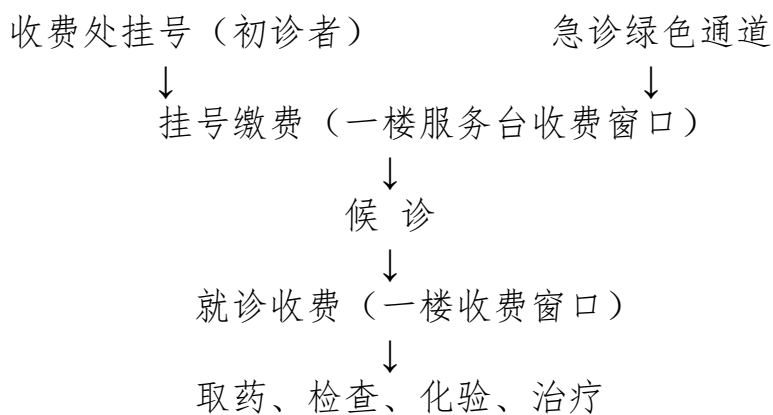 收费处挂号（初诊者） 急诊绿色通道
↓ ↓
挂号缴费（一楼服务台收费窗口）
↓
候 诊
↓
就诊收费（一楼收费窗口）
↓
取药、检查、化验、治疗